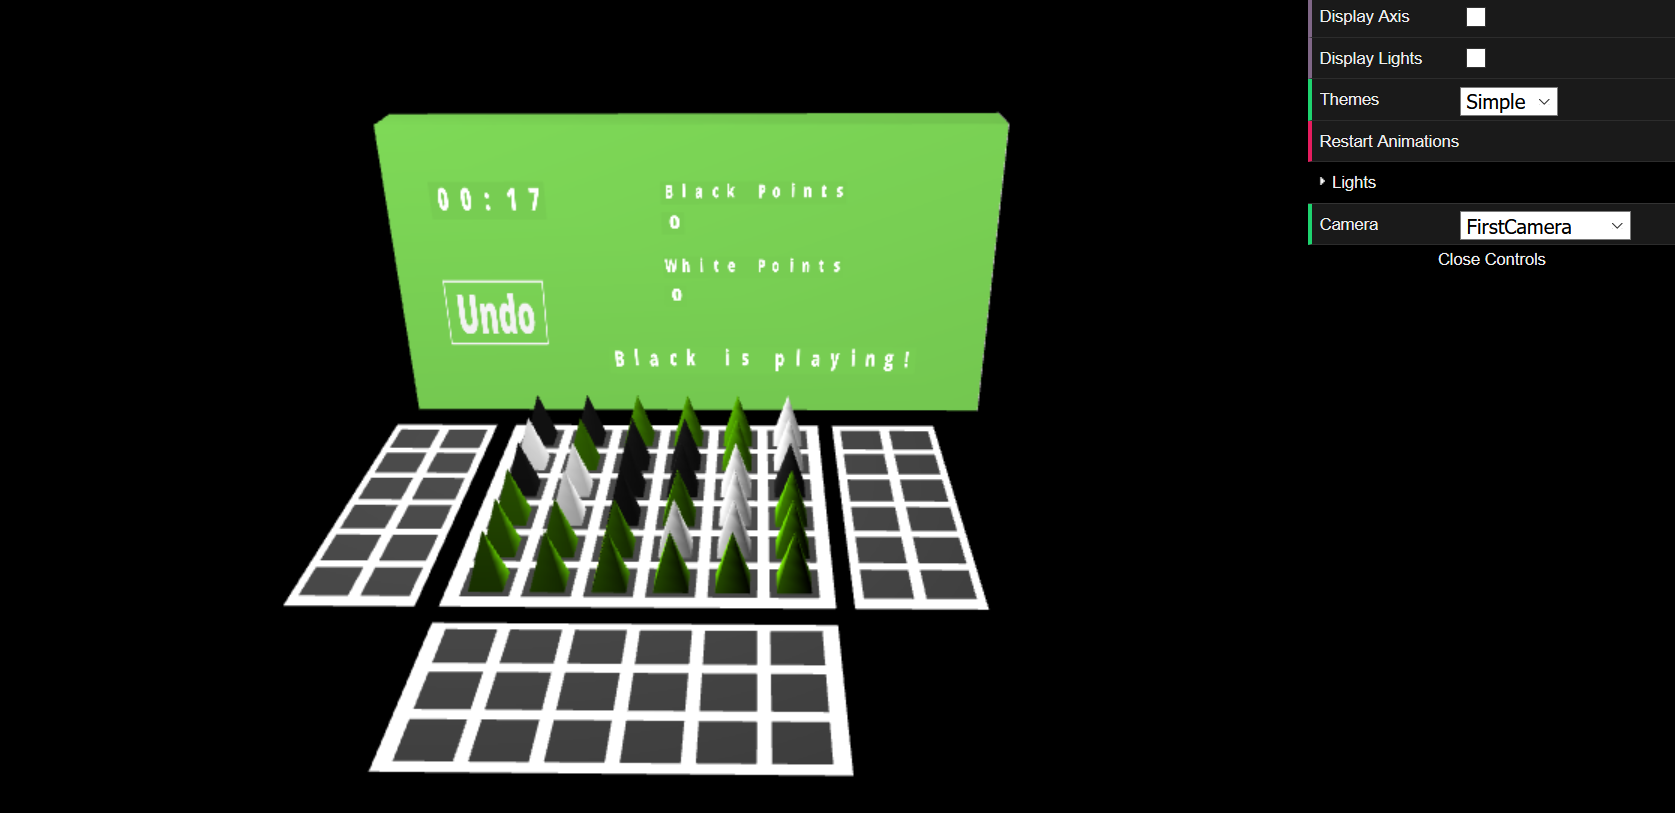 00:17
Black Points
0
White Points
0
Undo
Black is playing!
Display Axis
Display Lights
Themes
Simple
Restart Animations
Lights
Camera
FirstCamera
Close Controls